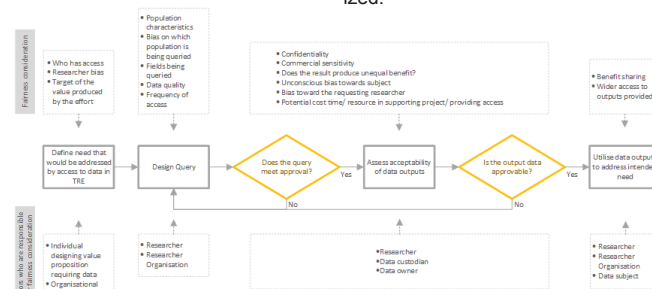 ized.
Fairness consideration
• Who has access
• Researcher bias
• Target of the
value produced
by the effort
• Population
characteristics
• Bias on which
population is
being queried
• Fields being
queried
• Data quality
• Frequency of
access
• Confidentiality
• Commercial sensitivity
• Does the result produce unequal benefit?
• Unconscious bias towards subject
• Bias toward the requesting researcher
• Potential cost time/ resource in supporting project/ providing access
• Benefit sharing
• Wider access to
outputs provided
Define need that
would be addressed
by access to data in
TRE
Design Query
Does the query
meet approval?
Yes
Assess acceptability
of data outputs
Is the output data
approvable?
Yes
Utilise data output
to address intende
need
No
No
ors who are responsible
fairness consideration
• Individual
designing value
proposition
requiring data
• Organisational
• Researcher
• Researcher
Organisation
•Researcher
•Data custodian
•Data owner
• Researcher
• Researcher
Organisation
• Data subject